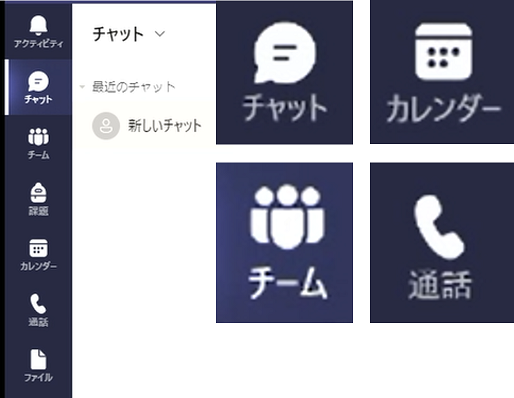 アクティビティ
チャット
チーム
課題
カレンダー
通話
ファイル
チャット
最近のチャット
新しいチャット
チャット
カレンダー
チーム
通話